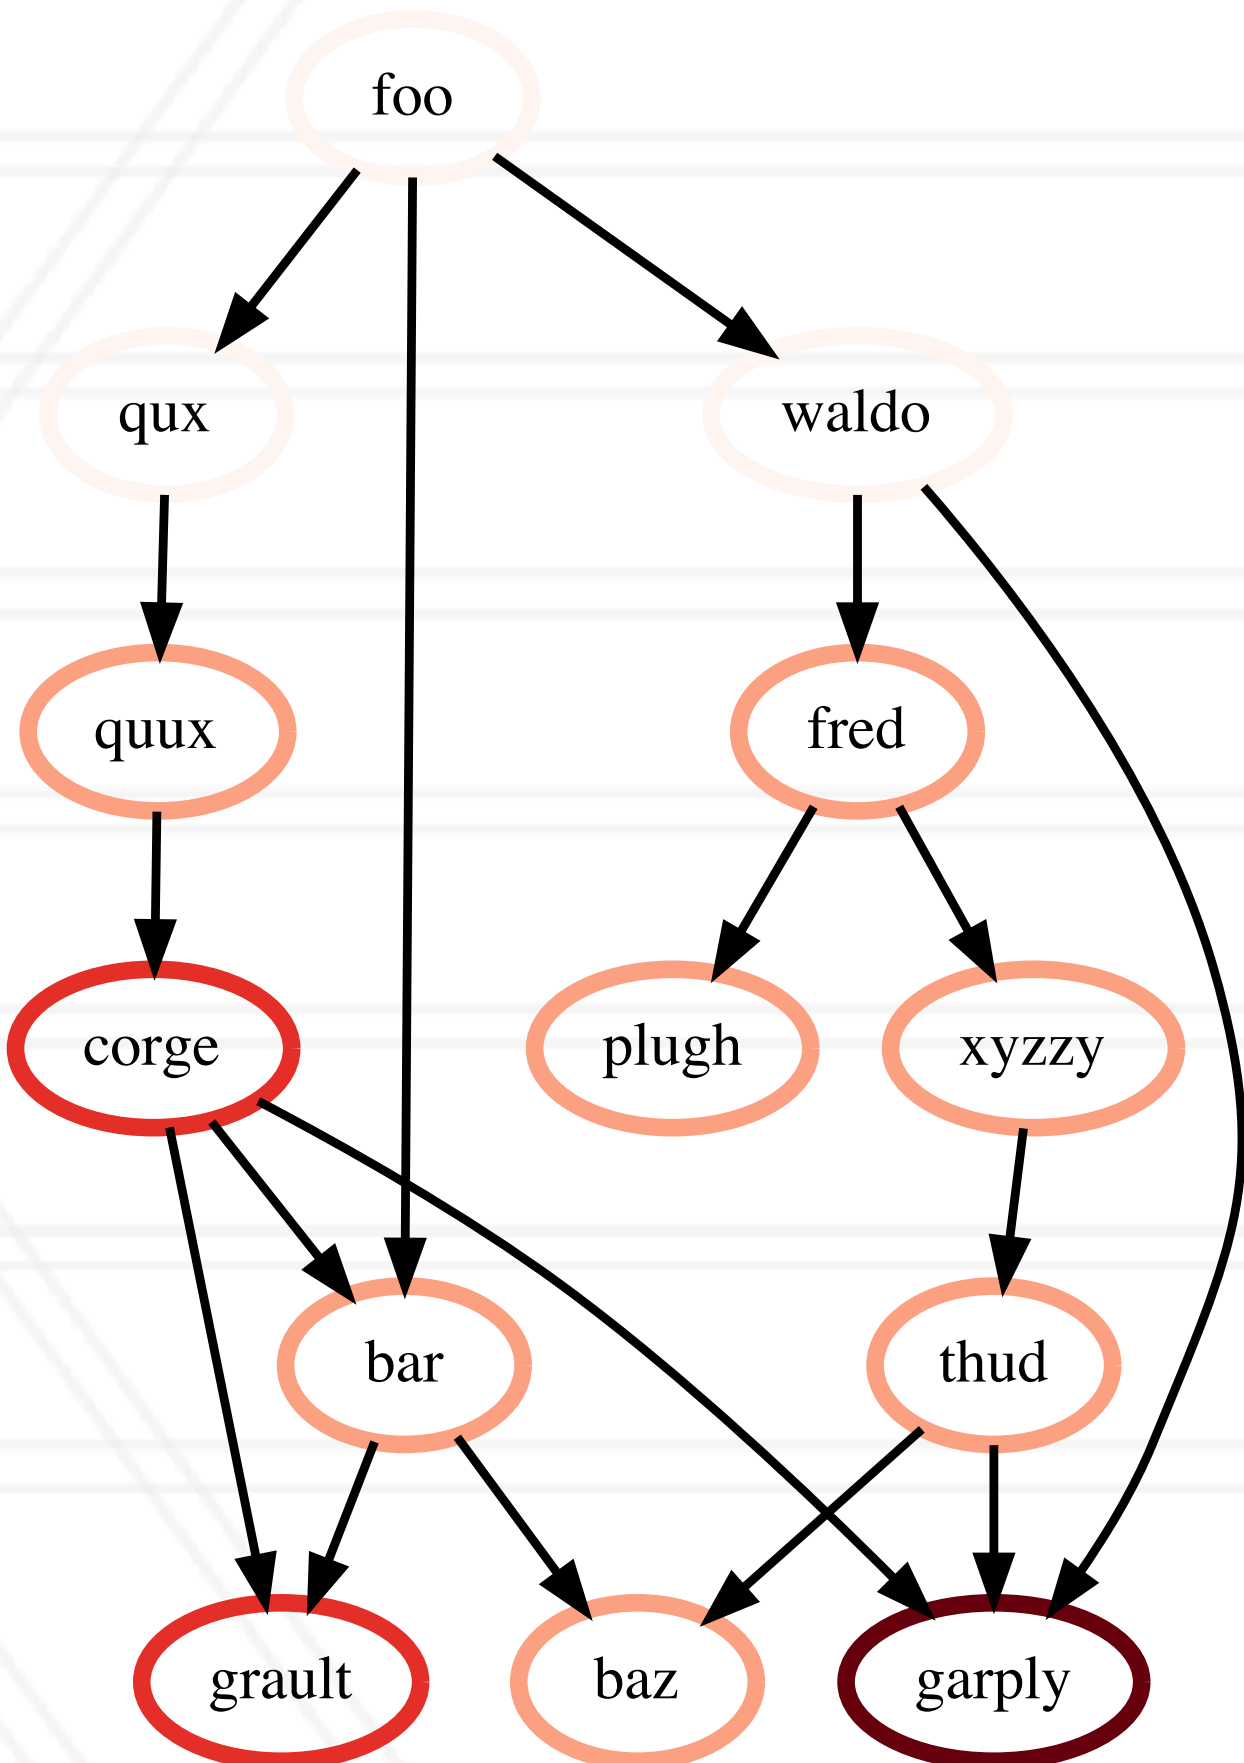 foo
qux
waldo
quux
fred
corge
plugh
xyzzy
bar
thud
grault
baz
garply